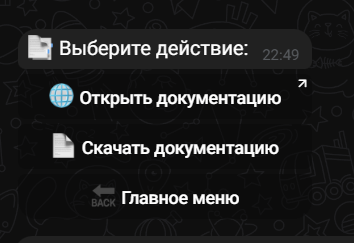 Выберите действие: 22:49
Открыть документацию
Скачать документацию
BACK Главное меню